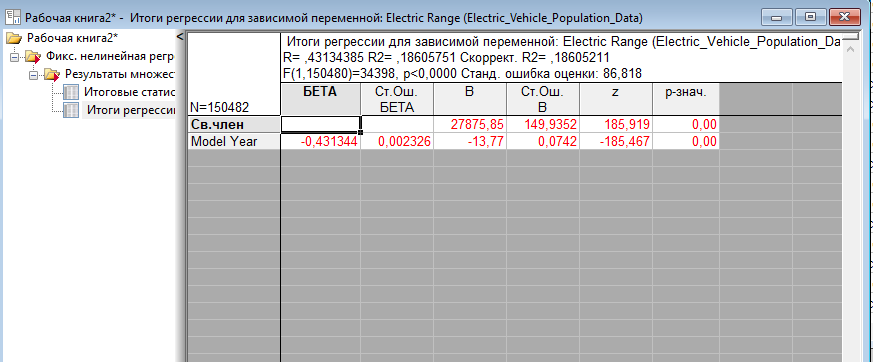 Рабочая книга2* - Итоги регрессии для зависимой переменной: Electric Range (Electric_Vehicle_Population_Data)
Рабочая книга2*
Фикс. нелинейная регр
Результаты множест
Итоговые статис
Итоги регрессии
Итоги регрессии для зависимой переменной: Electric Range (Electric_Vehicle_Population_Da
R= ,43134385 R2= ,18605751 Скоррект. R2= ,18605211
F(1,150480)=34398, p<0,0000 Станд. ошибка оценки: 86,818
N=150482 БЕТА Ст.Ош. БЕТА B Ст.Ош. B z p-знач.
Св.член 27875,85 149,9352 185,919 0,00
Model Year -0,431344 0,002326 -13,77 0,0742 -185,467 0,00